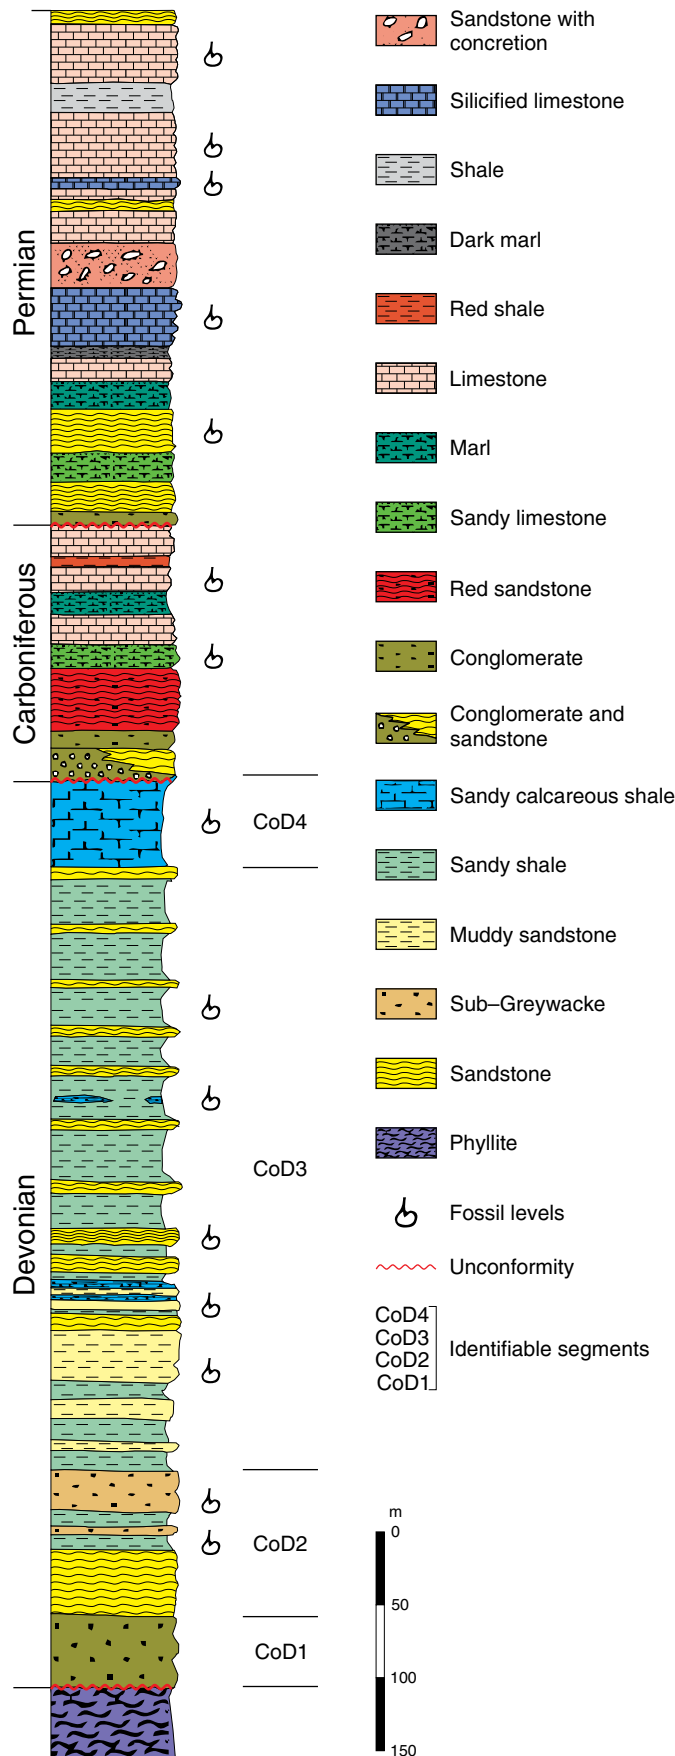 Permian
Carboniferous
Devonian
CoD4
CoD3
CoD2
CoD1
Sandstone with
concretion
Silicified limestone
Shale
Dark marl
Red shale
Limestone
Marl
Sandy limestone
Red sandstone
Conglomerate
Conglomerate and
sandstone
Sandy calcareous shale
Sandy shale
Muddy sandstone
Sub–Greywacke
Sandstone
Phyllite
Fossil levels
Unconformity
CoD4
CoD3
CoD2
CoD1
Identifiable segments
m
0
50
100
150